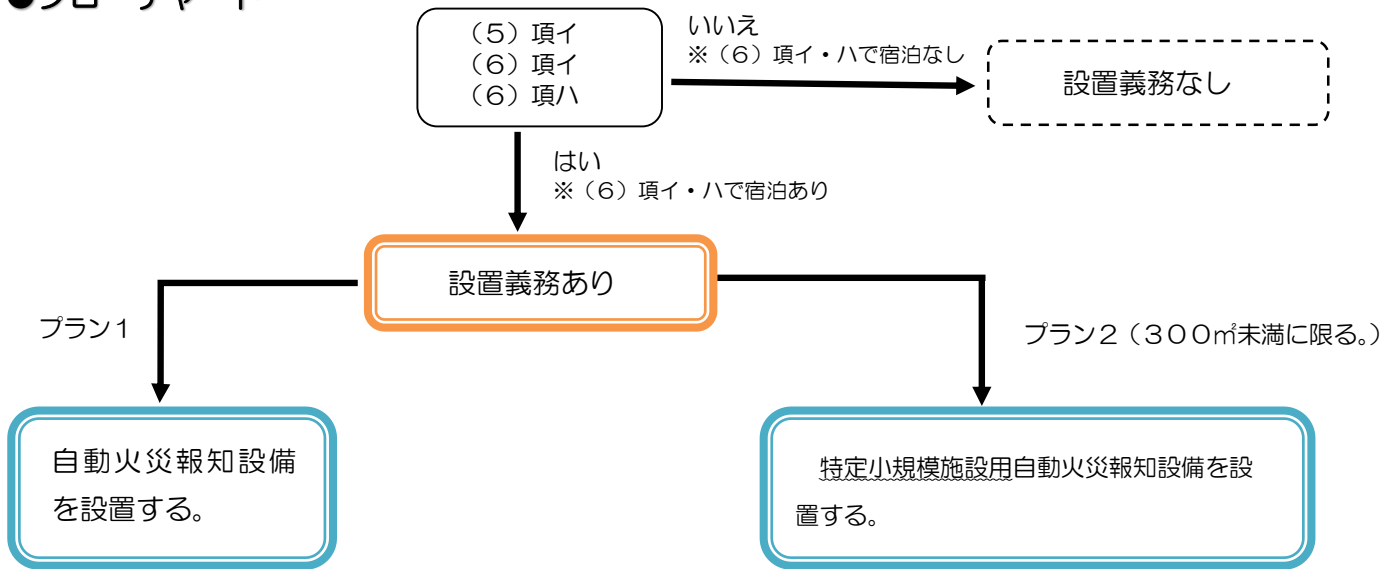 ●フローチャート
(5)項イ
(6)項イ
(6)項ハ
いいえ
※(6)項イ・ハで宿泊なし
設置義務なし
はい
※(6)項イ・ハで宿泊あり
設置義務あり
プラン1
プラン2(300㎡未満に限る。)
自動火災報知設備
を設置する。
特定小規模施設用自動火災報知設備を設
置する。